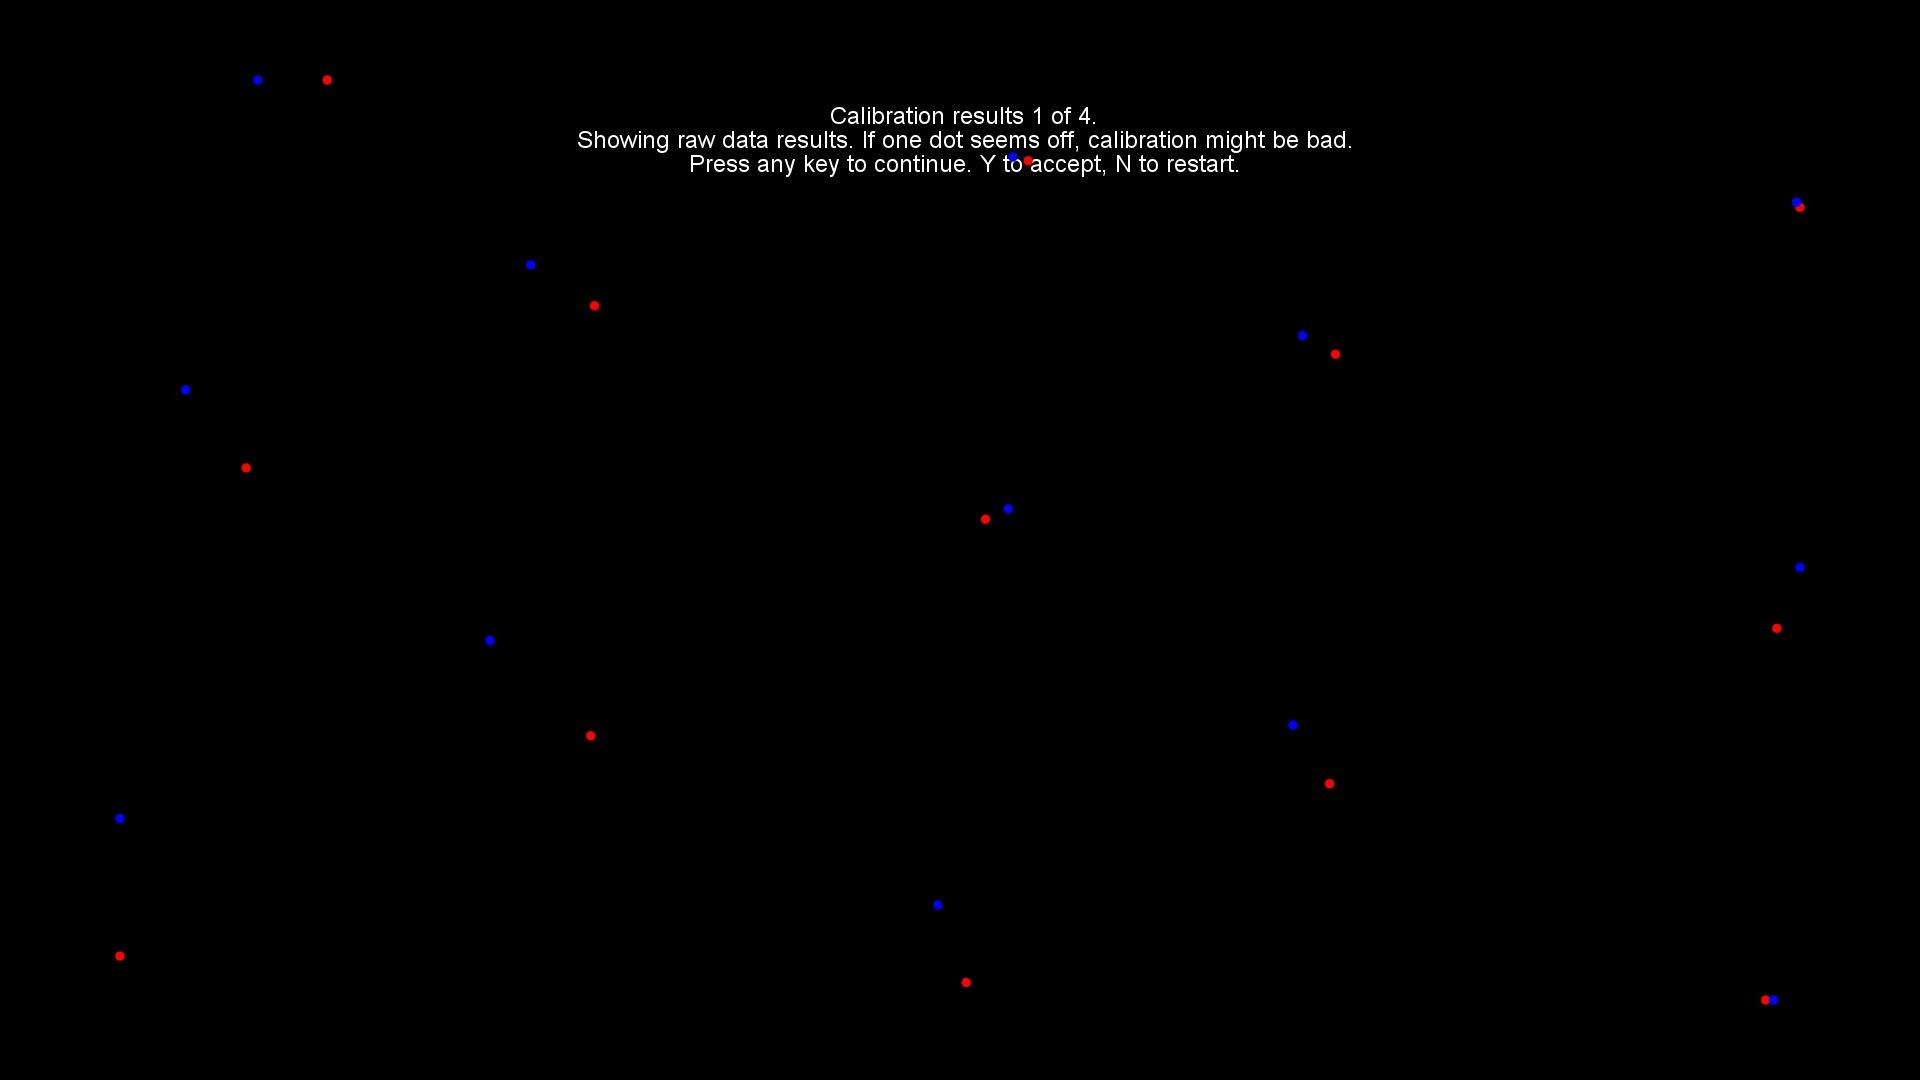 Calibration results 1 of 4.
Showing raw data results. If one dot seems off, calibration might be bad.
Press any key to continue. Y to accept, N to restart.